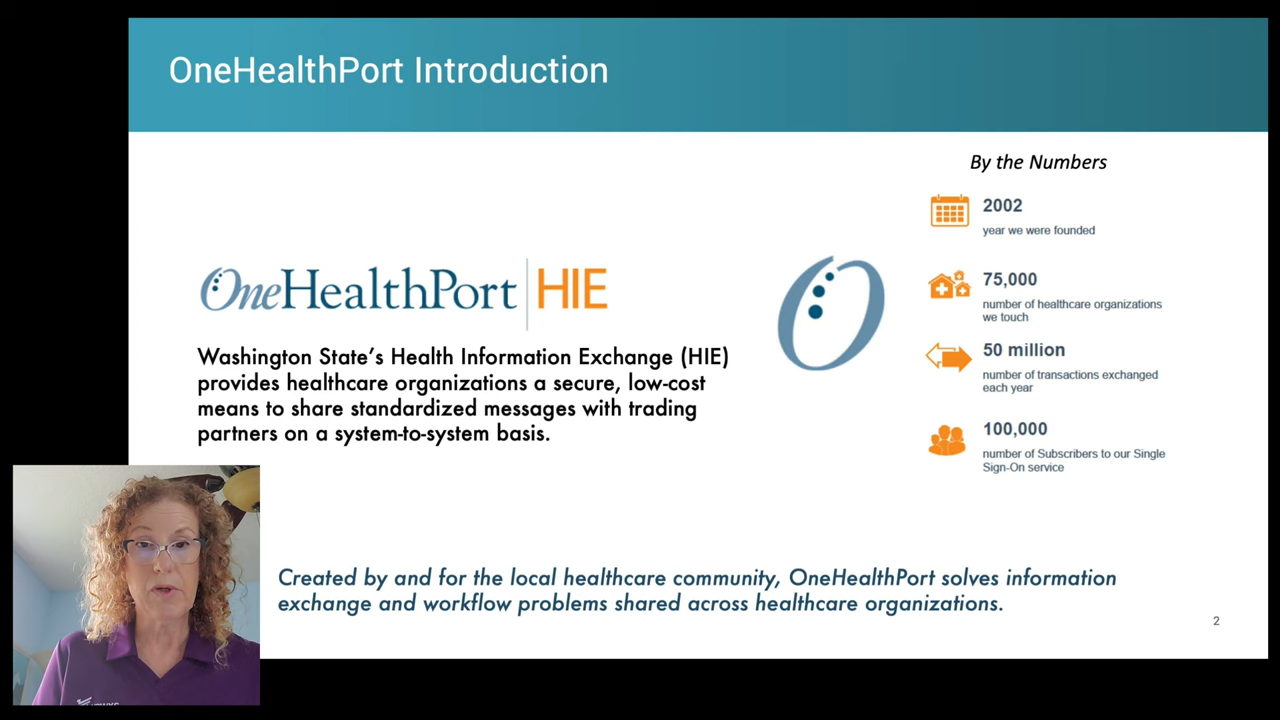 OneHealthPort Introduction
OneHealthPort HIE
Washington State's Health Information Exchange (HIE)
provides healthcare organizations a secure, low-cost
means to share standardized messages with trading
partners on a system-to-system basis.
By the Numbers
2002
year we were founded
75,000
number of healthcare organizations
we touch
50 million
number of transactions exchanged
each year
100,000
number of Subscribers to our Single
Sign-On service
Created by and for the local healthcare community, OneHealthPort solves information
exchange and workflow problems shared across healthcare organizations.
2